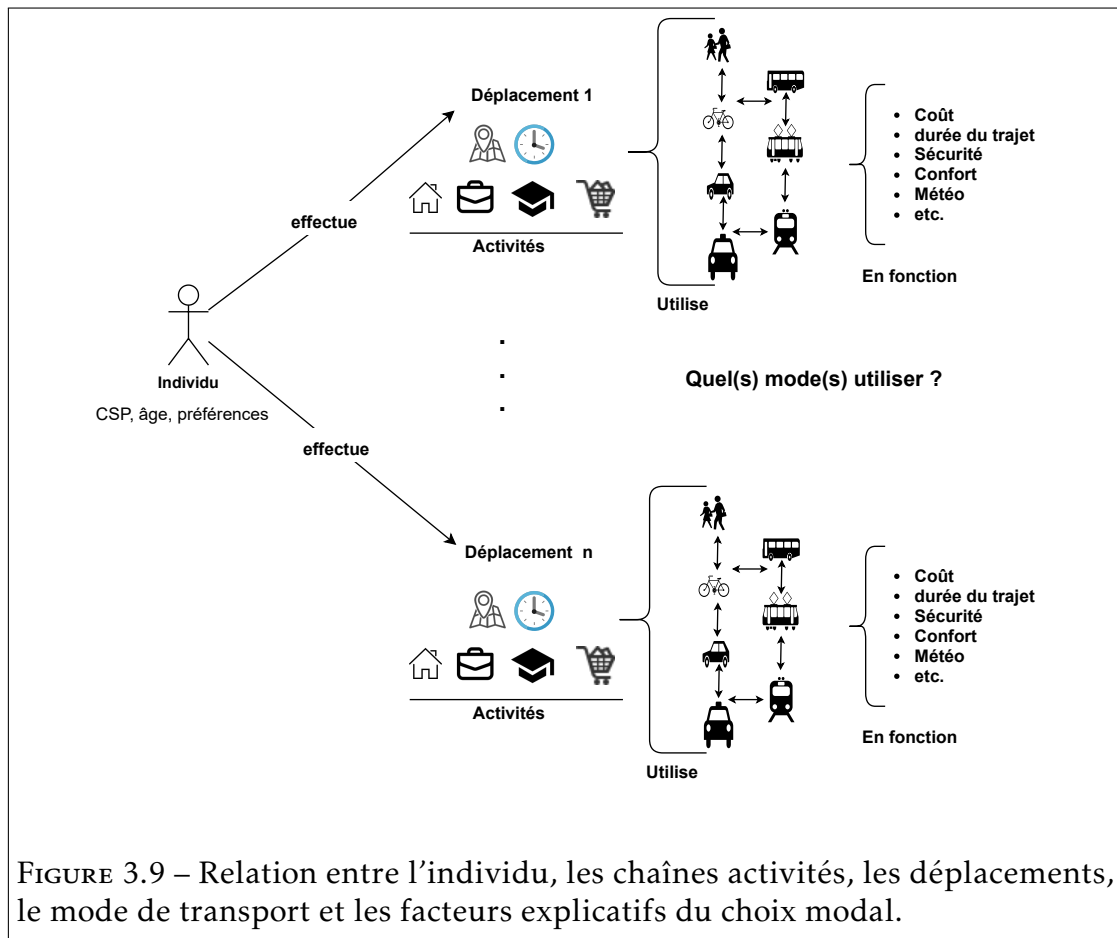 Déplacement 1
Activités
effectue
Utilise
• Coût
• durée du trajet
• Sécurité
• Confort
• Météo
• etc.
En fonction
Individu
CSP, âge, préférences
.
.
.
Quel(s) mode(s) utiliser ?
effectue
Déplacement n
Activités
Utilise
• Coût
• durée du trajet
• Sécurité
• Confort
• Météo
• etc.
En fonction
FIGURE 3.9 – Relation entre l'individu, les chaînes activités, les déplacements,
le mode de transport et les facteurs explicatifs du choix modal.